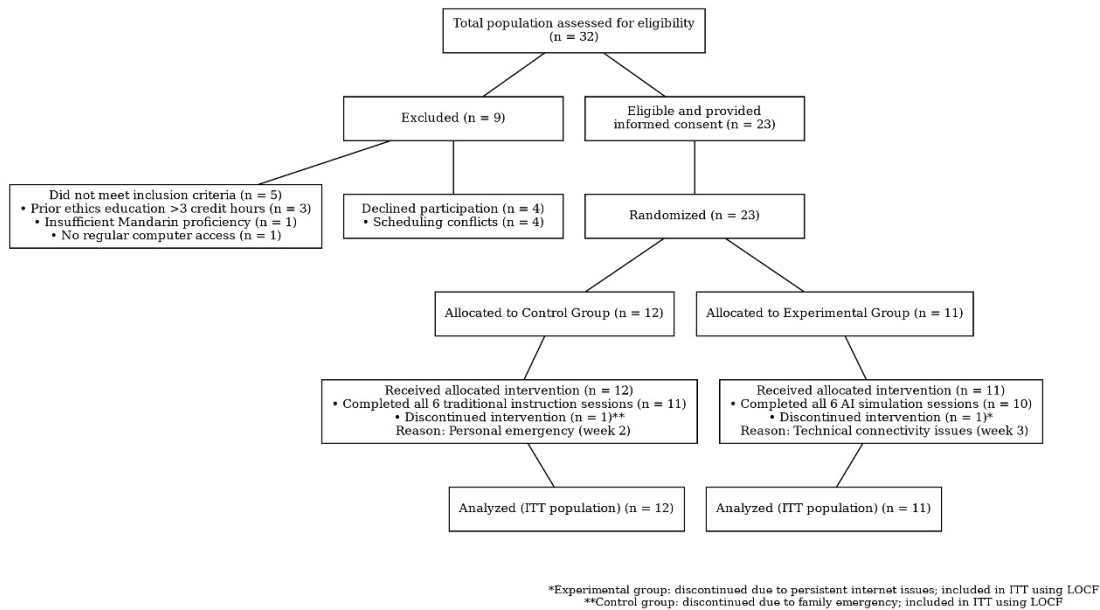 Total population assessed for eligibility
(n = 32)
Excluded (n = 9)
Eligible and provided
informed consent (n = 23)
Did not meet inclusion criteria (n = 5)
• Prior ethics education >3 credit hours (n = 3)
• Insufficient Mandarin proficiency (n = 1)
• No regular computer access (n = 1)
Declined participation (n = 4)
• Scheduling conflicts (n = 4)
Randomized (n = 23)
Allocated to Control Group (n = 12)
Allocated to Experimental Group (n = 11)
Received allocated intervention (n = 12)
• Completed all 6 traditional instruction sessions (n = 11)
• Discontinued intervention (n = 1)**
Reason: Personal emergency (week 2)
Received allocated intervention (n = 11)
• Completed all 6 AI simulation sessions (n = 10)
• Discontinued intervention (n = 1)*
Reason: Technical connectivity issues (week 3)
Analyzed (ITT population) (n = 12)
Analyzed (ITT population) (n = 11)
*Experimental group: discontinued due to persistent internet issues; included in ITT using LOCF
**Control group: discontinued due to family emergency; included in ITT using LOCF